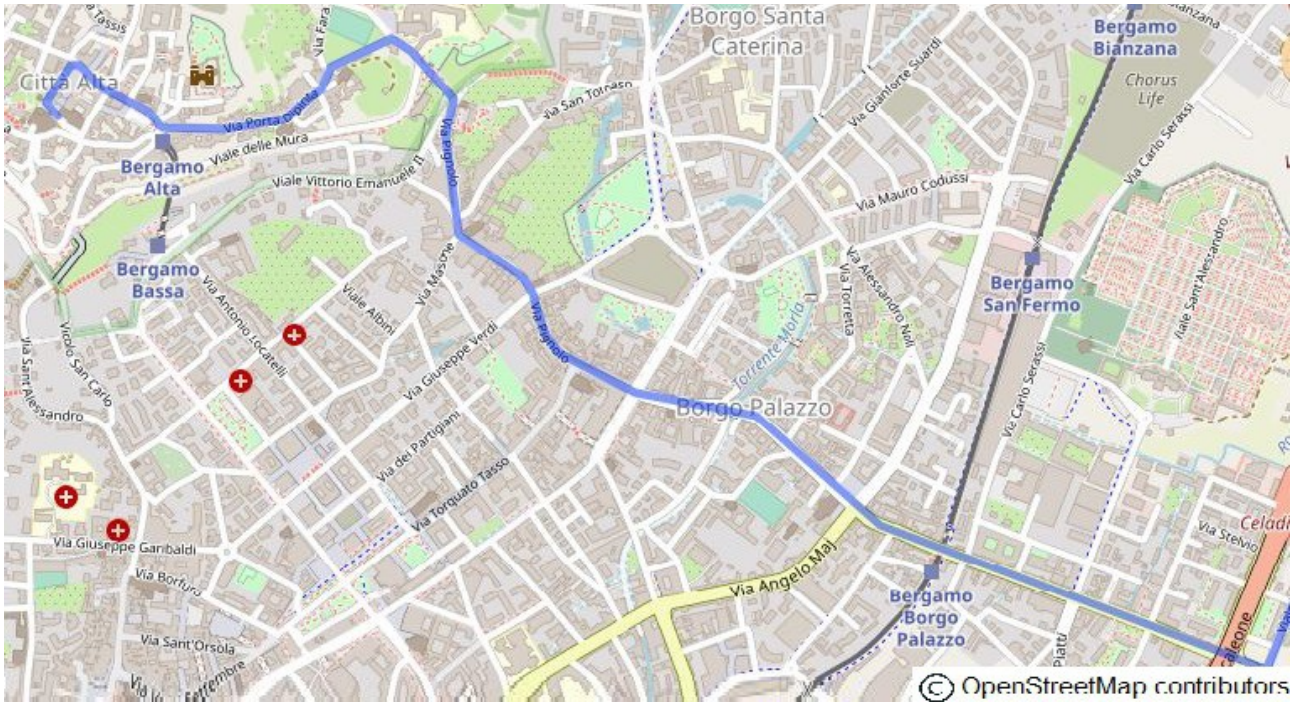 Borgo Santa
Caterina
Bergamo
Bianzana
Via Fara
Città Alta
Chorus
Life
Via Gianforte Suardi
Via Carlo Serassi
Via Porta Dipinta
Viale delle Mura
Via Pignolo
Bergamo
Alta
Viale Vittorio Emanuele II
Via Mauro Codussi
Viale Sant'Alessandro
Bergamo
Bassa
Via Masone
Via Antonio Locatelli
Viale Albini
Via Torretta
Via Alessandro Noli
Bergamo
San Fermo
Vicolo San Carlo
Via Sant'Alessandro
Via Giuseppe Verdi
Via Pignolo
Torrente Morla
Via Carlo Serassi
Borgo Palazzo
Via dei Partigiani
Via Torquato Tasso
Via Stelvio
Via Giuseppe Garibaldi
Via Borfuro
Via Angelo Maj
Bergamo
Borgo
Palazzo
Via Sant'Orsola
© OpenStreetMap contributors